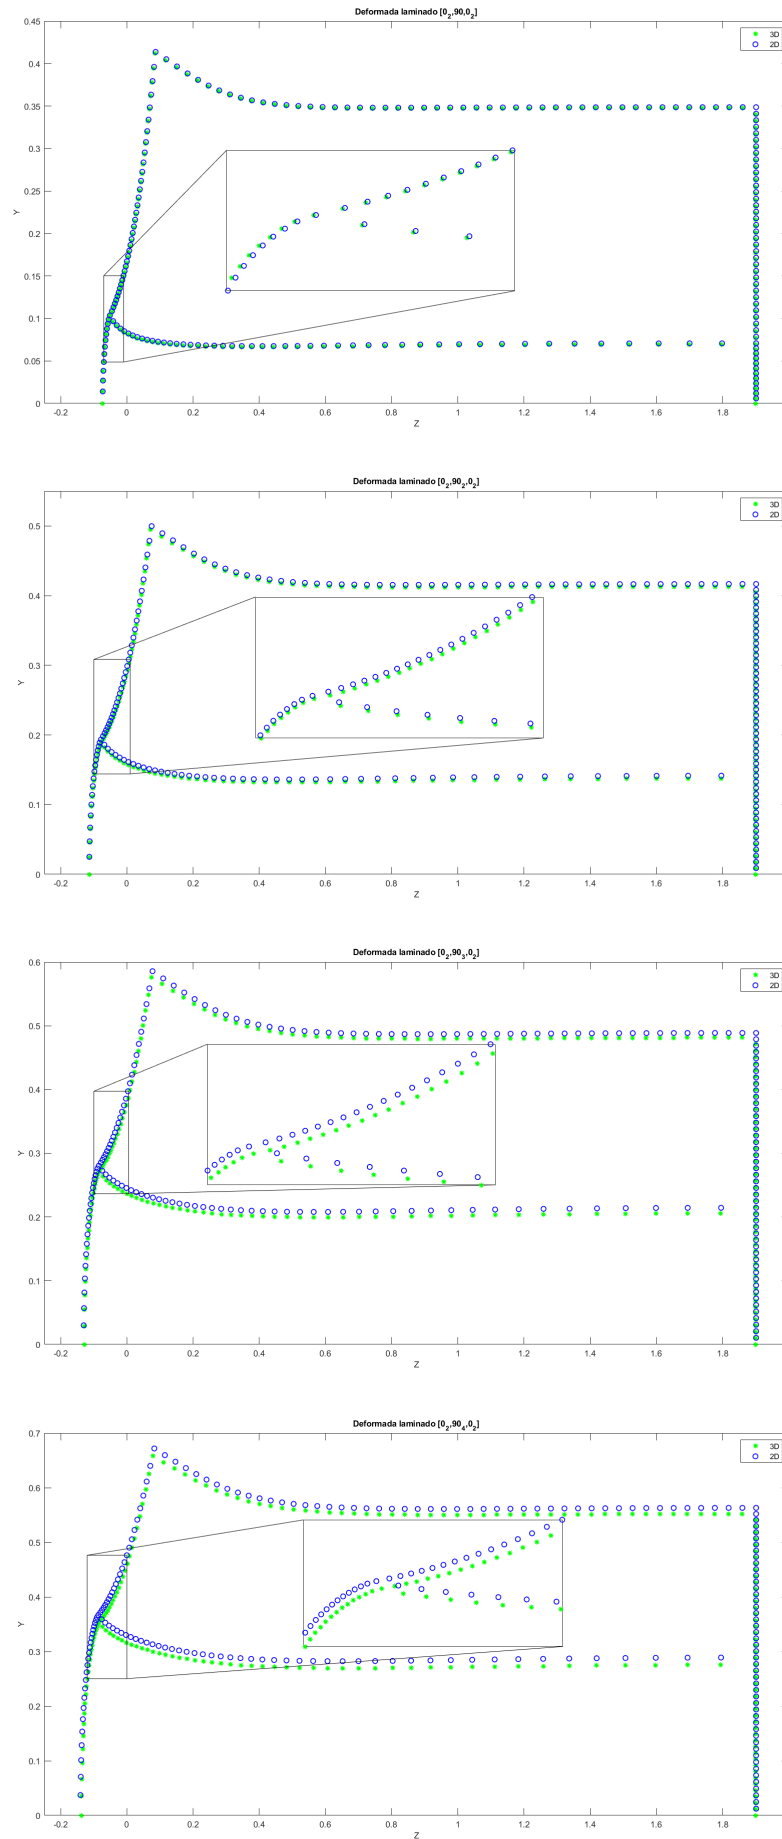 Deformada laminado [0₂,90,0₂]
3D
2D
0.45
0.4
0.35
0.3
0.25
0.2
0.15
0.1
0.05
0
Y
-0.2 0 0.2 0.4 0.6 0.8 1 1.2 1.4 1.6 1.8
Z
Deformada laminado [0₂,90₂,0₂]
3D
2D
0.5
0.4
0.3
0.2
0.1
0
Y
-0.2 0 0.2 0.4 0.6 0.8 1 1.2 1.4 1.6 1.8
Z
Deformada laminado [0₂,90₃,0₂]
3D
2D
0.6
0.5
0.4
0.3
0.2
0.1
0
Y
-0.2 0 0.2 0.4 0.6 0.8 1 1.2 1.4 1.6 1.8
Z
Deformada laminado [0₂,90₄,0₂]
3D
2D
0.7
0.6
0.5
0.4
0.3
0.2
0.1
0
Y
-0.2 0 0.2 0.4 0.6 0.8 1 1.2 1.4 1.6 1.8
Z